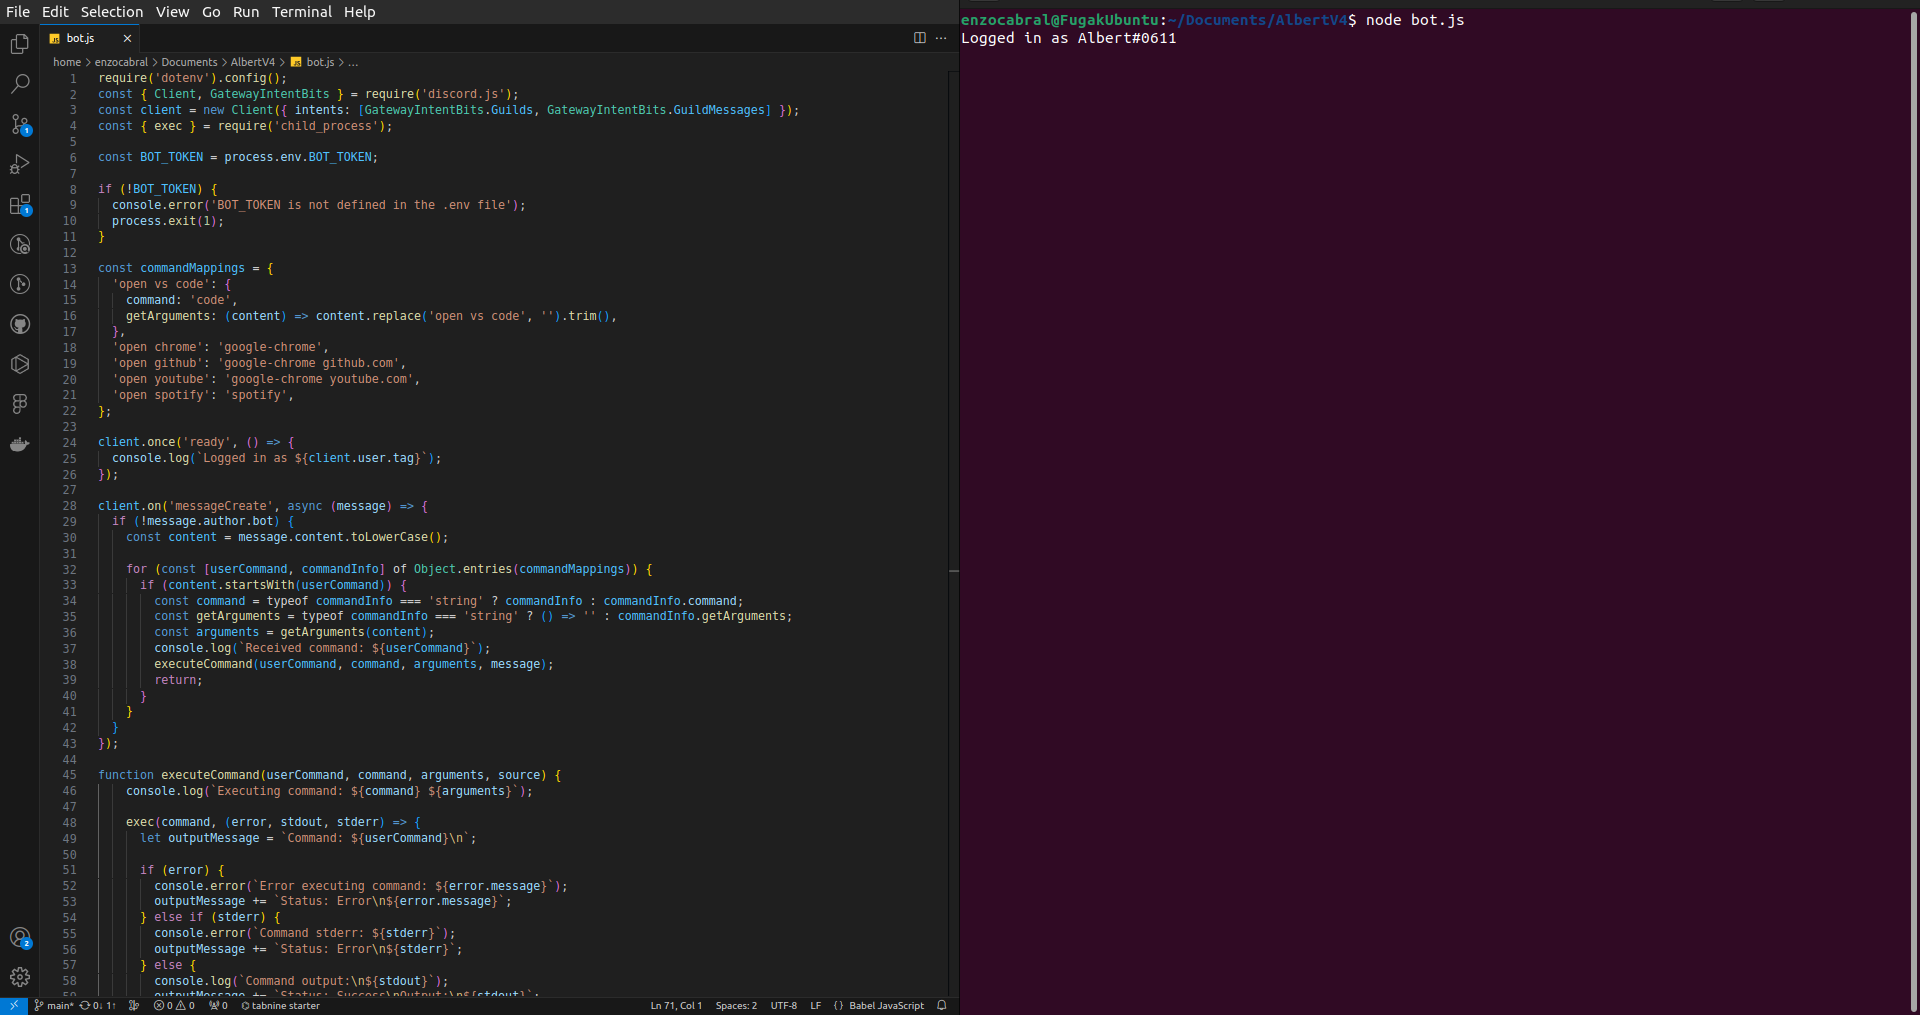 File Edit Selection View Go Run Terminal Help
bot.js
home > enzocabral > Documents > AlbertV4 > bot.js > ...
1 require('dotenv').config();
2 const { Client, GatewayIntentBits } = require('discord.js');
3 const client = new Client({ intents: [GatewayIntentBits.Guilds, GatewayIntentBits.GuildMessages] });
4 const { exec } = require('child_process');
5
6 const BOT_TOKEN = process.env.BOT_TOKEN;
7
8 if (!BOT_TOKEN) {
9 console.error('BOT_TOKEN is not defined in the .env file');
10 process.exit(1);
11 }
12
13 const commandMappings = {
14 'open vs code': {
15 command: 'code',
16 getArguments: (content) => content.replace('open vs code', '').trim(),
17 },
18 'open chrome': 'google-chrome',
19 'open github': 'google-chrome github.com',
20 'open youtube': 'google-chrome youtube.com',
21 'open spotify': 'spotify',
22 };
23
24 client.once('ready', () => {
25 console.log(`Logged in as ${client.user.tag}`);
26 });
27
28 client.on('messageCreate', async (message) => {
29 if (!message.author.bot) {
30 const content = message.content.toLowerCase();
31
32 for (const [userCommand, commandInfo] of Object.entries(commandMappings)) {
33 if (content.startsWith(userCommand)) {
34 const command = typeof commandInfo === 'string' ? commandInfo : commandInfo.command;
35 const getArguments = typeof commandInfo === 'string' ? () => '' : commandInfo.getArguments;
36 const arguments = getArguments(content);
37 console.log(`Received command: ${userCommand}`);
38 executeCommand(userCommand, command, arguments, message);
39 return;
40 }
41 }
42 }
43 });
44
45 function executeCommand(userCommand, command, arguments, source) {
46 console.log(`Executing command: ${command} ${arguments}`);
47
48 exec(command, (error, stdout, stderr) => {
49 let outputMessage = `Command: ${userCommand}\n`;
50
51 if (error) {
52 console.error(`Error executing command: ${error.message}`);
53 outputMessage += `Status: Error\n${error.message}`;
54 } else if (stderr) {
55 console.error(`Command stderr: ${stderr}`);
56 outputMessage += `Status: Error\n${stderr}`;
57 } else {
58 console.log(`Command output:\n${stdout}`);
59 outputMessage += `Status: Success\nOutput:\n${stdout}`;
1
1
2
main* 0↓ 1↑ 0 0 0 tabnine starter Ln 71, Col 1 Spaces: 2 UTF-8 LF {} Babel JavaScript
enzocabral@FugakUbuntu:~/Documents/AlbertV4$ node bot.js
Logged in as Albert#0611